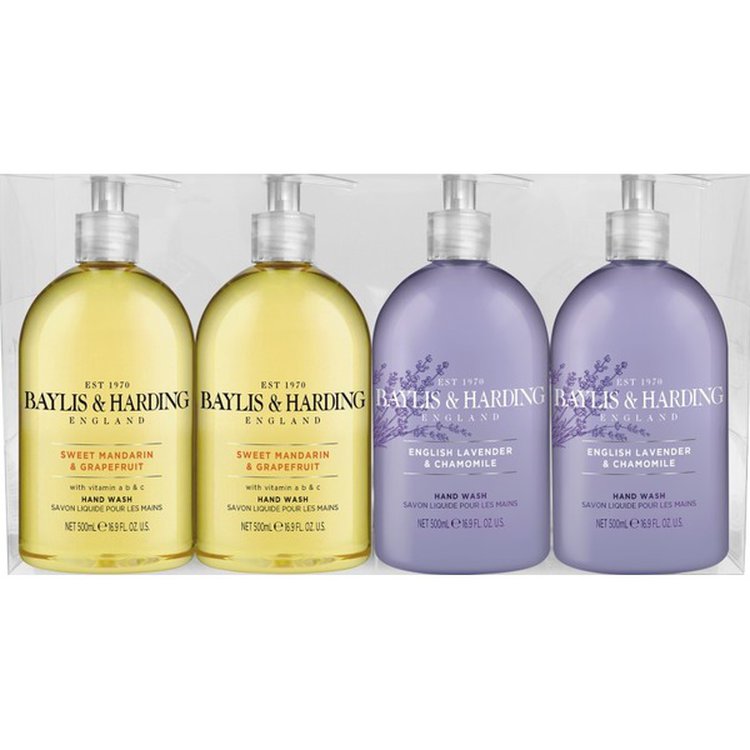 EST 1970
BAYLIS & HARDING
ENGLAND
SWEET MANDARIN
& GRAPEFRUIT
with vitamin a b & c
HAND WASH
SAVON LIQUIDE POUR LES MAINS
NET 500mL ℮ 16.9 FL. OZ. U.S.
EST 1970
BAYLIS & HARDING
ENGLAND
SWEET MANDARIN
& GRAPEFRUIT
with vitamin a b & c
HAND WASH
SAVON LIQUIDE POUR LES MAINS
NET 500mL ℮ 16.9 FL. OZ. U.S.
EST 1970
BAYLIS & HARDING
ENGLAND
ENGLISH LAVENDER
& CHAMOMILE
HAND WASH
SAVON LIQUIDE POUR LES MAINS
NET 500mL ℮ 16.9 FL. OZ. U.S.
EST 1970
BAYLIS & HARDING
ENGLAND
ENGLISH LAVENDER
& CHAMOMILE
HAND WASH
SAVON LIQUIDE POUR LES MAINS
NET 500mL ℮ 16.9 FL. OZ. U.S.